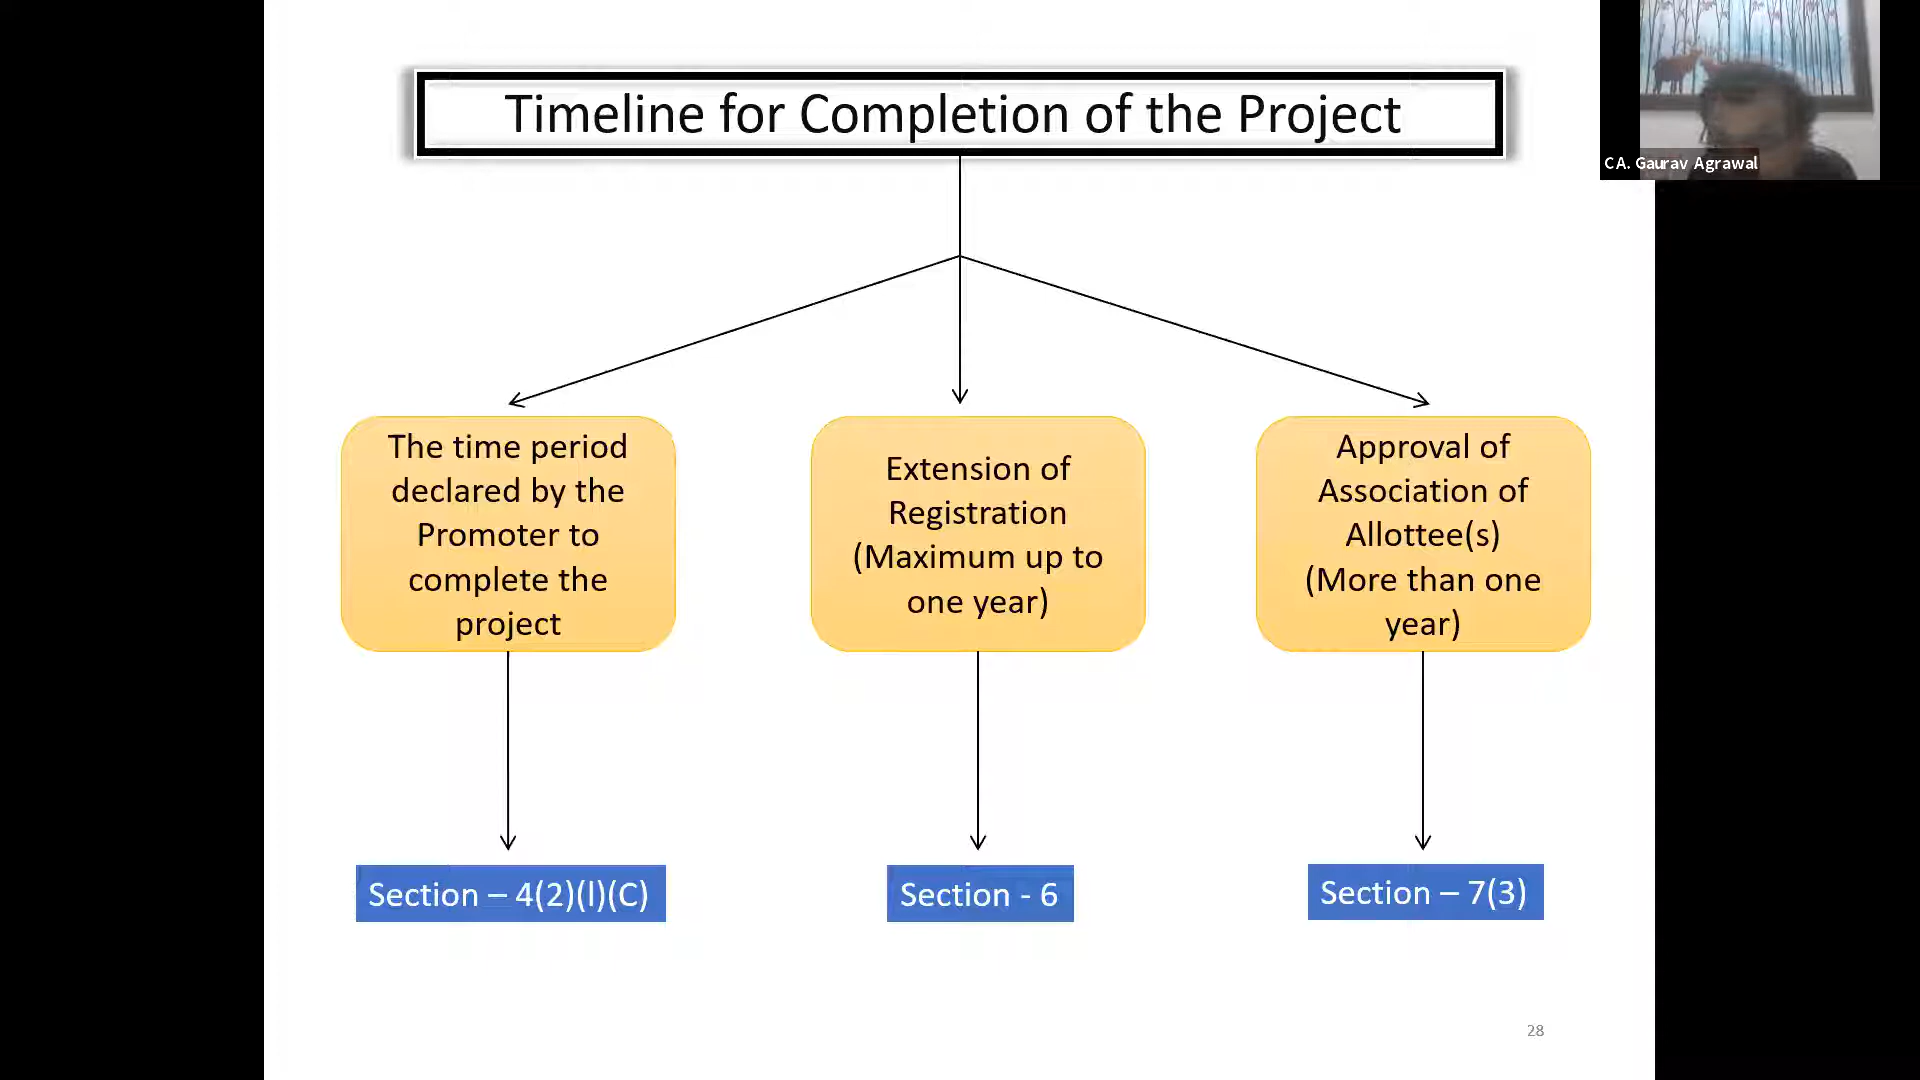 Timeline for Completion of the Project
CA. Gaurav Agrawal
The time period
declared by the
Promoter to
complete the
project
Extension of
Registration
(Maximum up to
one year)
Approval of
Association of
Allottee(s)
(More than one
year)
Section – 4(2)(l)(C)
Section - 6
Section – 7(3)
28